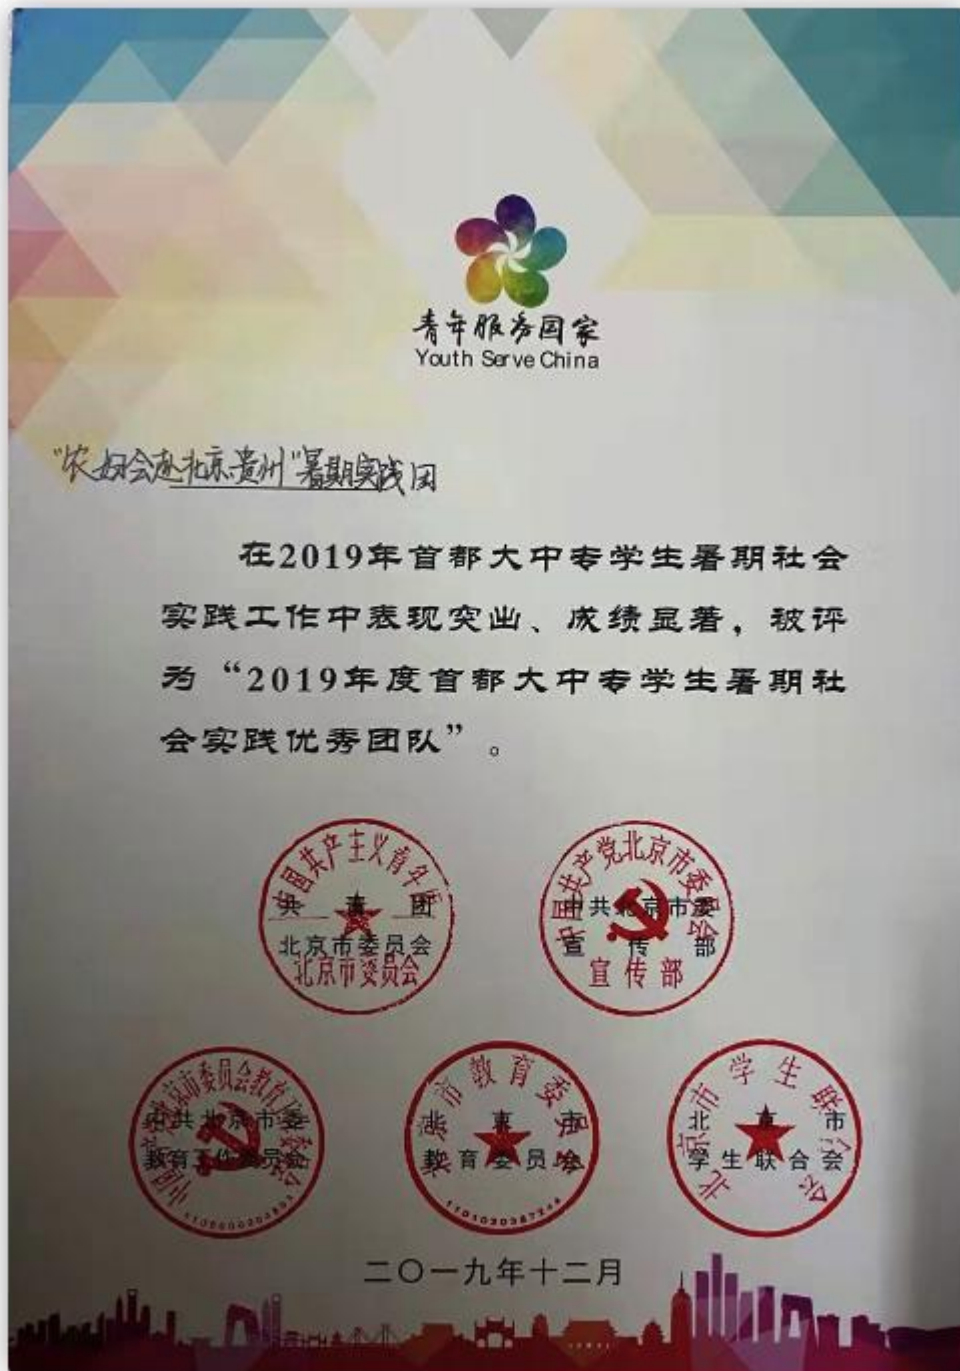 青年服务国家
Youth Serve China
“农妇会赴北京贵州”暑期实践团
在2019年首都大中专学生暑期社会
实践工作中表现突出、成绩显著，被评
为“2019年度首都大中专学生暑期社
会实践优秀团队”。
中国共产主义青年团
共青团
北京市委员会
北京市委员会
中国共产党北京市委员会
中共北京市委
宣传部
宣传部
中共北京市委
教育工作委员会
北京市教育委员会
北京市
教育委员会
北京市学生联合会
北京市
学生联合会
二〇一九年十二月